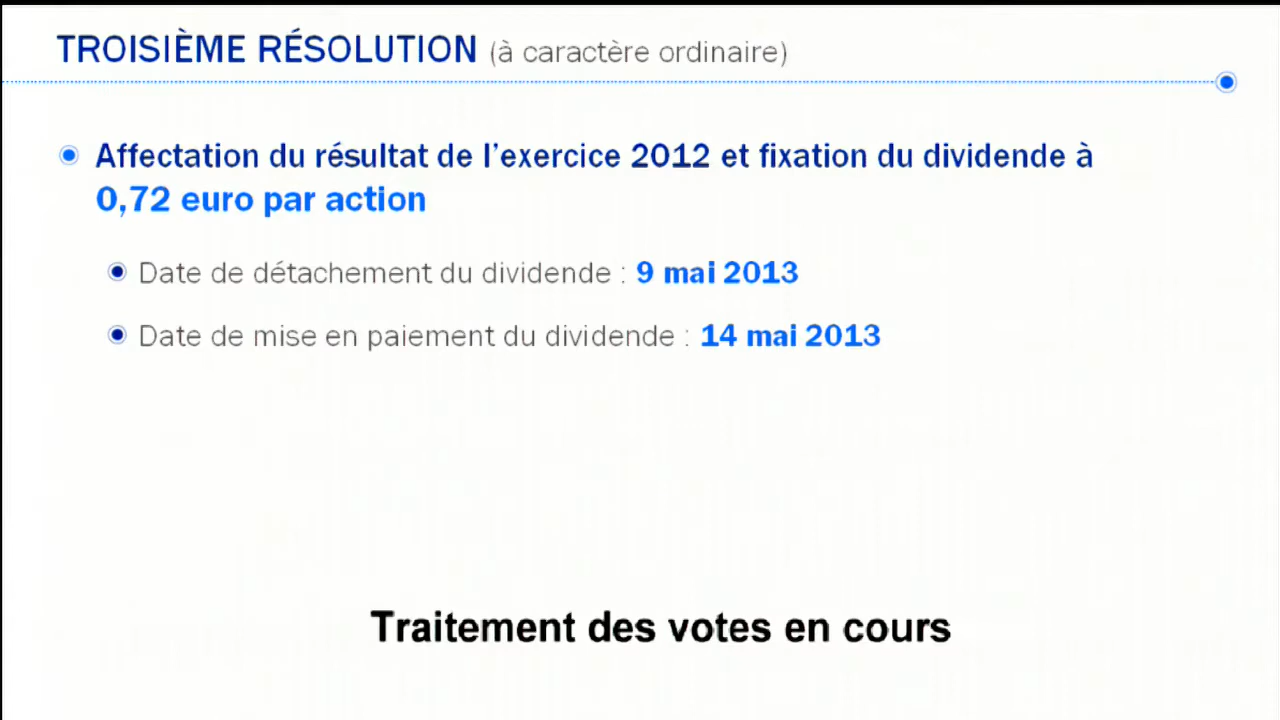 TROISIÈME RÉSOLUTION (à caractère ordinaire)
Affectation du résultat de l'exercice 2012 et fixation du dividende à
0,72 euro par action
Date de détachement du dividende : 9 mai 2013
Date de mise en paiement du dividende : 14 mai 2013
Traitement des votes en cours